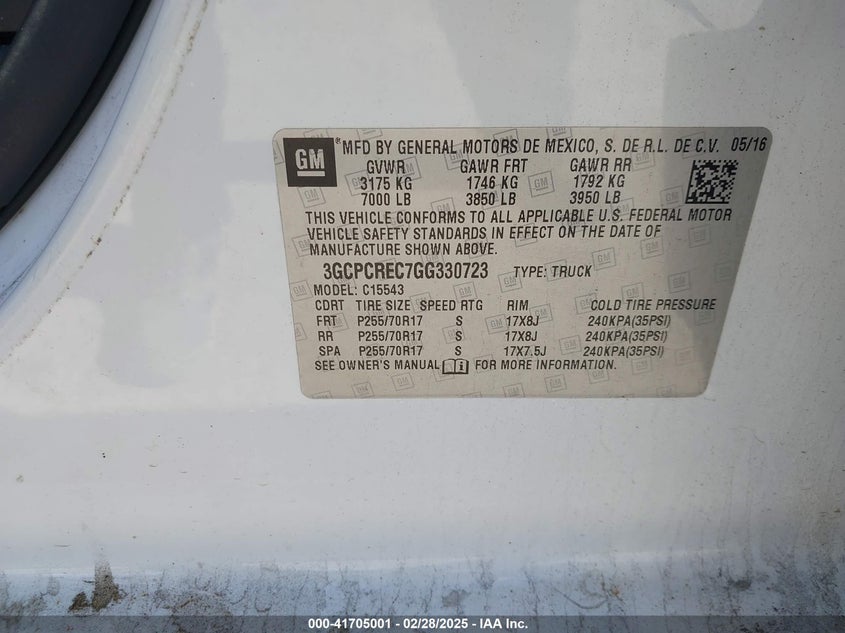 GM ®MFD BY GENERAL MOTORS DE MEXICO, S. DE R.L. DE C.V. 05/16
GVWR GAWR FRT GAWR RR
3175 KG 1746 KG 1792 KG
7000 LB 3850 LB 3950 LB
THIS VEHICLE CONFORMS TO ALL APPLICABLE U.S. FEDERAL MOTOR
VEHICLE SAFETY STANDARDS IN EFFECT ON THE DATE OF
MANUFACTURE SHOWN ABOVE.
3GCPCREC7GG330723 TYPE: TRUCK
MODEL: C15543
CDRT TIRE SIZE SPEED RTG RIM COLD TIRE PRESSURE
FRT P255/70R17 S 17X8J 240KPA(35PSI)
RR P255/70R17 S 17X8J 240KPA(35PSI)
SPA P255/70R17 S 17X7.5J 240KPA(35PSI)
SEE OWNER'S MANUAL FOR MORE INFORMATION.
000-41705001 - 02/28/2025 - IAA Inc.